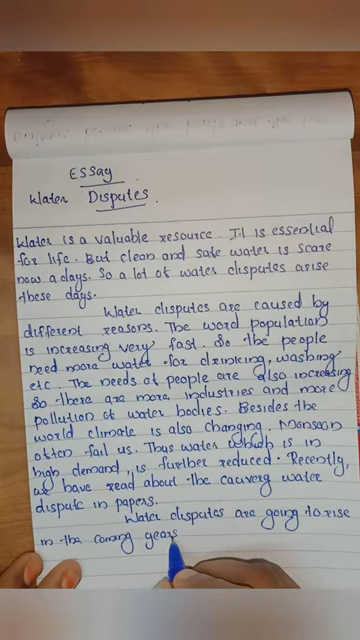 Essay
Water Disputes.
Water is a valuable resource. It is essential
for life. But clean and safe water is scare
now a days. So a lot of water disputes arise
these days.
Water disputes are caused by
different reasons. The word population
is increasing very fast. So the people
need more water for drinking, washing
etc. The needs of people are also increasing
So there are more industries and more
pollution of water bodies. Besides the
world climate is also changing. Monsoon
often fail us. Thus water which is in
high demand, is further reduced. Recently,
we have read about the cauvery water
dispute in papers.
Water disputes are going to rise
in the coming years